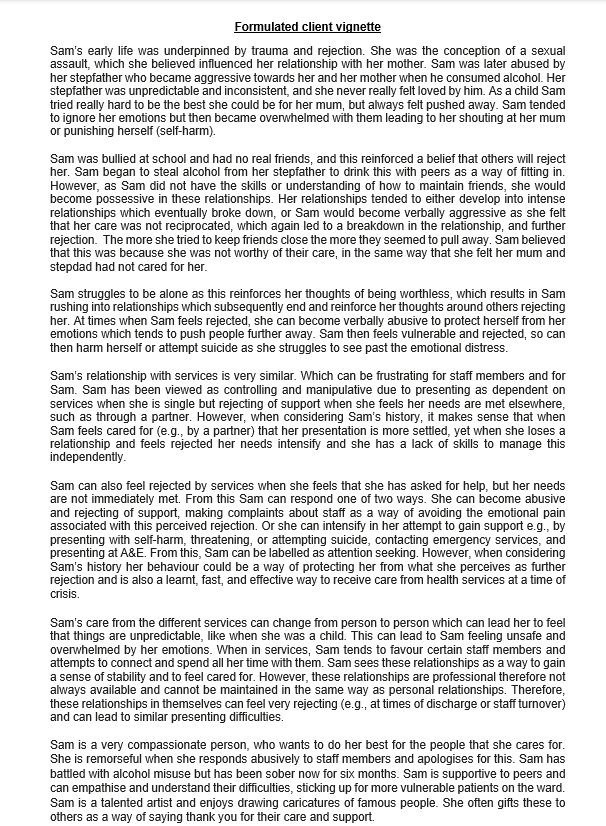 Formulated client vignette
Sam's early life was underpinned by trauma and rejection. She was the conception of a sexual
assault, which she believed influenced her relationship with her mother. Sam was later abused by
her stepfather who became aggressive towards her and her mother when he consumed alcohol. Her
stepfather was unpredictable and inconsistent, and she never really felt loved by him. As a child Sam
tried really hard to be the best she could be for her mum, but always felt pushed away. Sam tended
to ignore her emotions but then became overwhelmed with them leading to her shouting at her mum
or punishing herself (self-harm).
Sam was bullied at school and had no real friends, and this reinforced a belief that others will reject
her. Sam began to steal alcohol from her stepfather to drink this with peers as a way of fitting in.
However, as Sam did not have the skills or understanding of how to maintain friends, she would
become possessive in these relationships. Her relationships tended to either develop into intense
relationships which eventually broke down, or Sam would become verbally aggressive as she felt
that her care was not reciprocated, which again led to a breakdown in the relationship, and further
rejection. The more she tried to keep friends close the more they seemed to pull away. Sam believed
that this was because she was not worthy of their care, in the same way that she felt her mum and
stepdad had not cared for her.
Sam struggles to be alone as this reinforces her thoughts of being worthless, which results in Sam
rushing into relationships which subsequently end and reinforce her thoughts around others rejecting
her. At times when Sam feels rejected, she can become verbally abusive to protect herself from her
emotions which tends to push people further away. Sam then feels vulnerable and rejected, so can
then harm herself or attempt suicide as she struggles to see past the emotional distress.
Sam's relationship with services is very similar. Which can be frustrating for staff members and for
Sam. Sam has been viewed as controlling and manipulative due to presenting as dependent on
services when she is single but rejecting of support when she feels her needs are met elsewhere,
such as through a partner. However, when considering Sam's history, it makes sense that when
Sam feels cared for (e.g., by a partner) that her presentation is more settled, yet when she loses a
relationship and feels rejected her needs intensify and she has a lack of skills to manage this
independently.
Sam can also feel rejected by services when she feels that she has asked for help, but her needs
are not immediately met. From this Sam can respond one of two ways. She can become abusive
and rejecting of support, making complaints about staff as a way of avoiding the emotional pain
associated with this perceived rejection. Or she can intensify in her attempt to gain support e.g., by
presenting with self-harm, threatening, or attempting suicide, contacting emergency services, and
presenting at A&E. From this, Sam can be labelled as attention seeking. However, when considering
Sam's history her behaviour could be a way of protecting her from what she perceives as further
rejection and is also a learnt, fast, and effective way to receive care from health services at a time of
crisis.
Sam's care from the different services can change from person to person which can lead her to feel
that things are unpredictable, like when she was a child. This can lead to Sam feeling unsafe and
overwhelmed by her emotions. When in services, Sam tends to favour certain staff members and
attempts to connect and spend all her time with them. Sam sees these relationships as a way to gain
a sense of stability and to feel cared for. However, these relationships are professional therefore not
always available and cannot be maintained in the same way as personal relationships. Therefore,
these relationships in themselves can feel very rejecting (e.g., at times of discharge or staff turnover)
and can lead to similar presenting difficulties.
Sam is a very compassionate person, who wants to do her best for the people that she cares for.
She is remorseful when she responds abusively to staff members and apologises for this. Sam has
battled with alcohol misuse but has been sober now for six months. Sam is supportive to peers and
can empathise and understand their difficulties, sticking up for more vulnerable patients on the ward.
Sam is a talented artist and enjoys drawing caricatures of famous people. She often gifts these to
others as a way of saying thank you for their care and support.